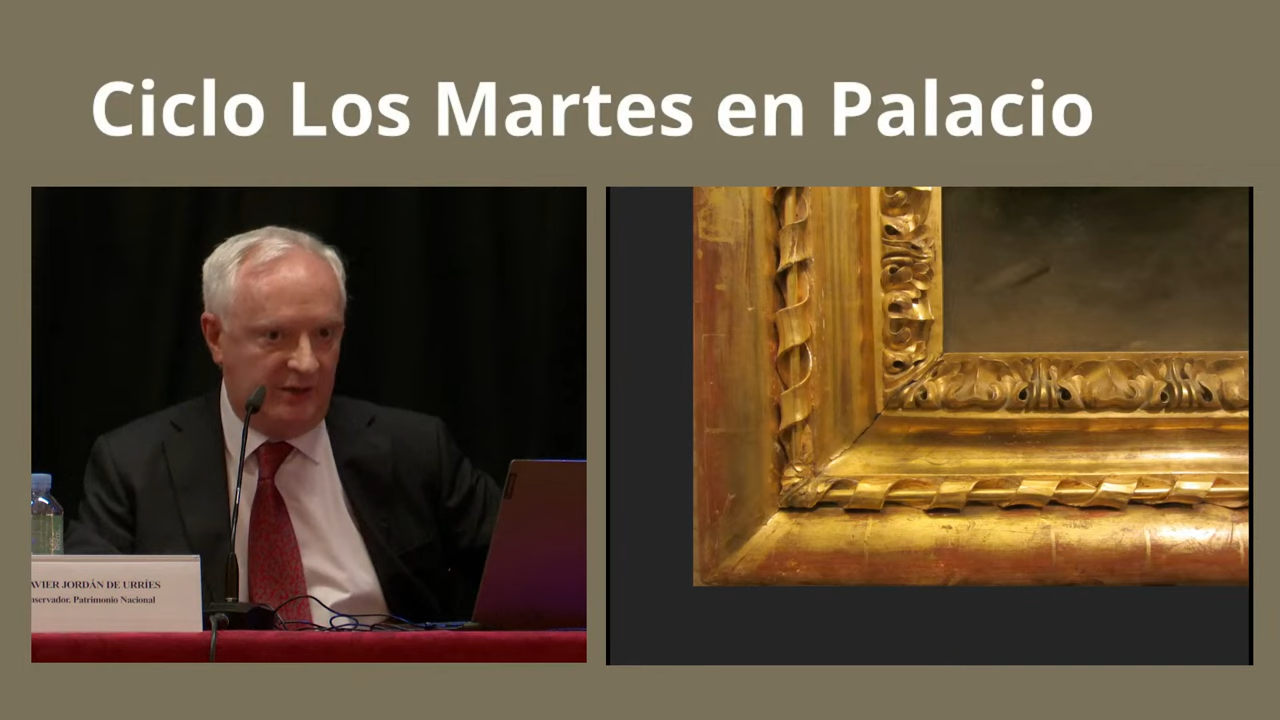 Ciclo Los Martes en Palacio
AVIER JORDÁN DE URRÍES
nservador. Patrimonio Nacional